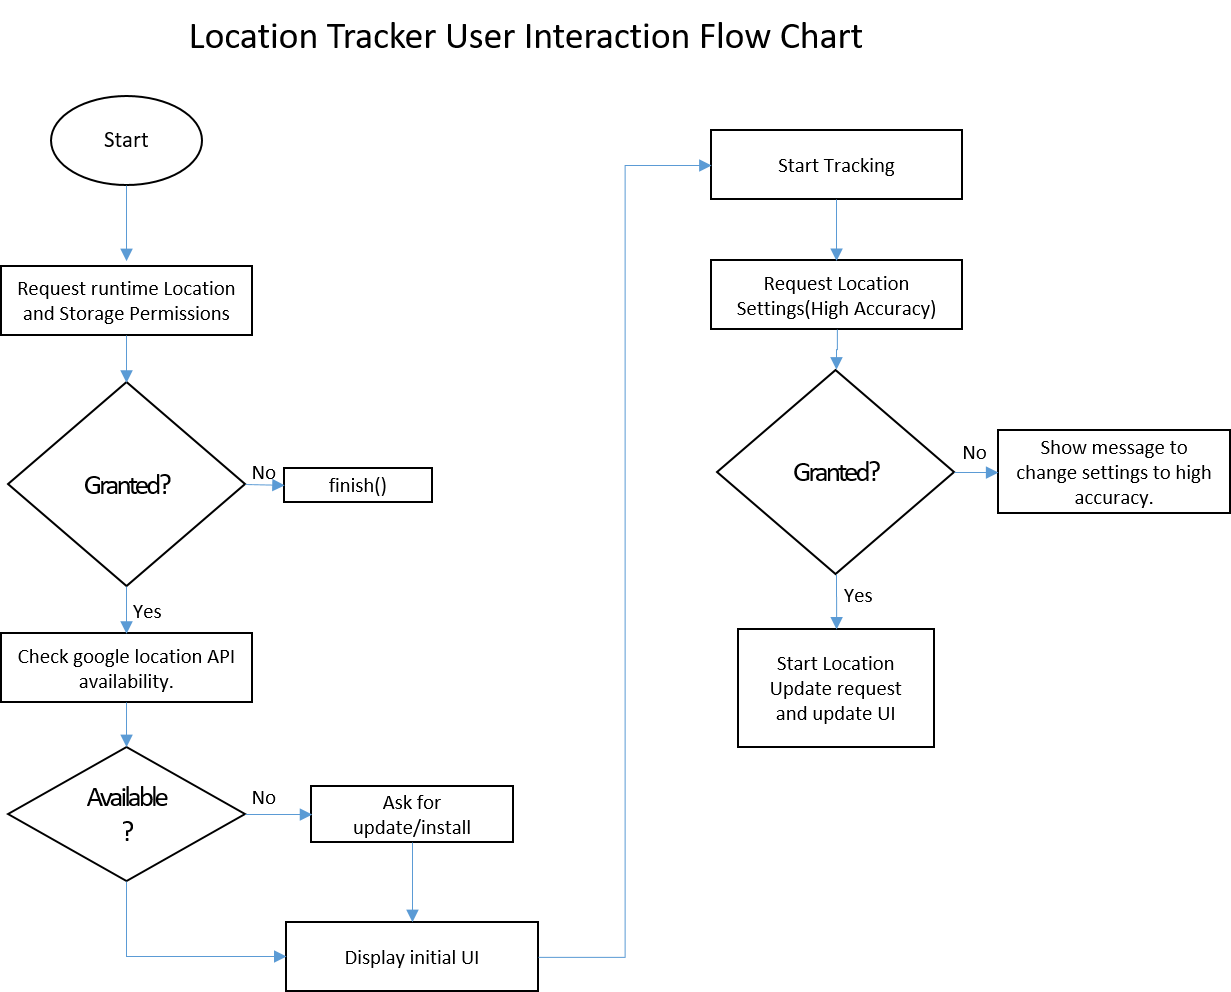 Location Tracker User Interaction Flow Chart
Start
Request runtime Location
and Storage Permissions
Granted?
No
finish()
Yes
Check google location API
availability.
Available
?
No
Ask for
update/install
Display initial UI
Start Tracking
Request Location
Settings(High Accuracy)
Granted?
No
Show message to
change settings to high
accuracy.
Yes
Start Location
Update request
and update UI